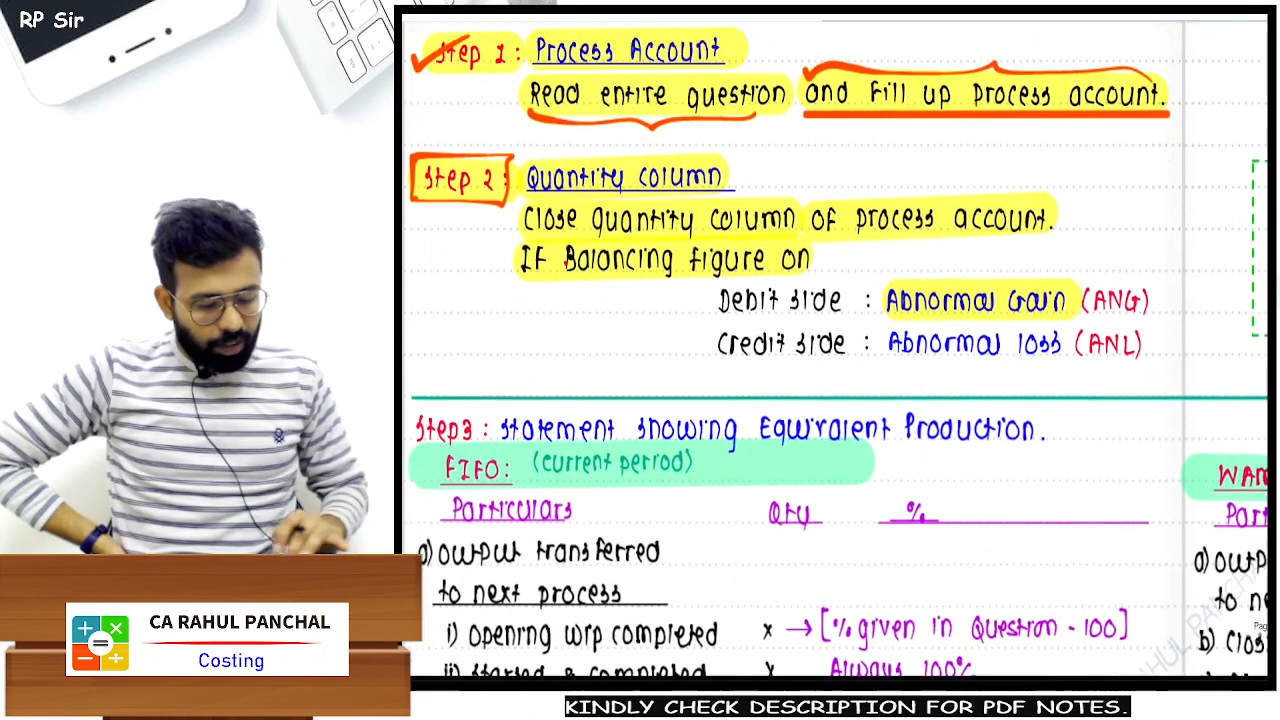 RP Sir
Step 1: Process Account
Read entire question and fill up process account.
Step 2: Quantity column
Close quantity column of process account.
If Balancing figure on
Debit side : Abnormal Gain (ANG)
Credit side : Abnormal loss (ANL)
Step3: Statement showing Equivalent Production.
FIFO: (current period)
Particulars Qty %
a) output transferred
to next process
i) opening wip completed x → [% given in Question - 100]
ii) started & completed x Always 100%
WAM
Part
a) outp
to ne
b) Clos
CA RAHUL PANCHAL
Costing
KINDLY CHECK DESCRIPTION FOR PDF NOTES.